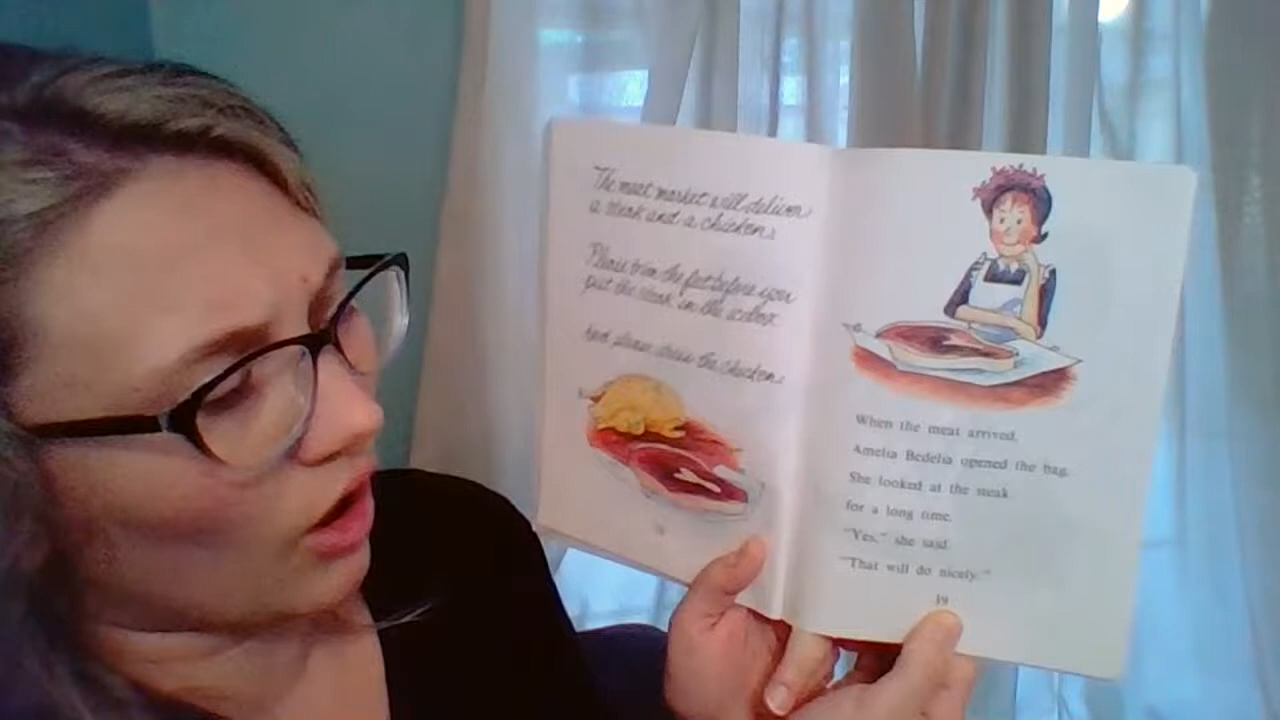 The meat market will deliver
a steak and a chicken.
Please trim the fat before you
put the steak in the icebox.
And please dress the chicken.
When the meat arrived,
Amelia Bedelia opened the bag.
She looked at the steak
for a long time.
"Yes," she said.
"That will do nicely."
19